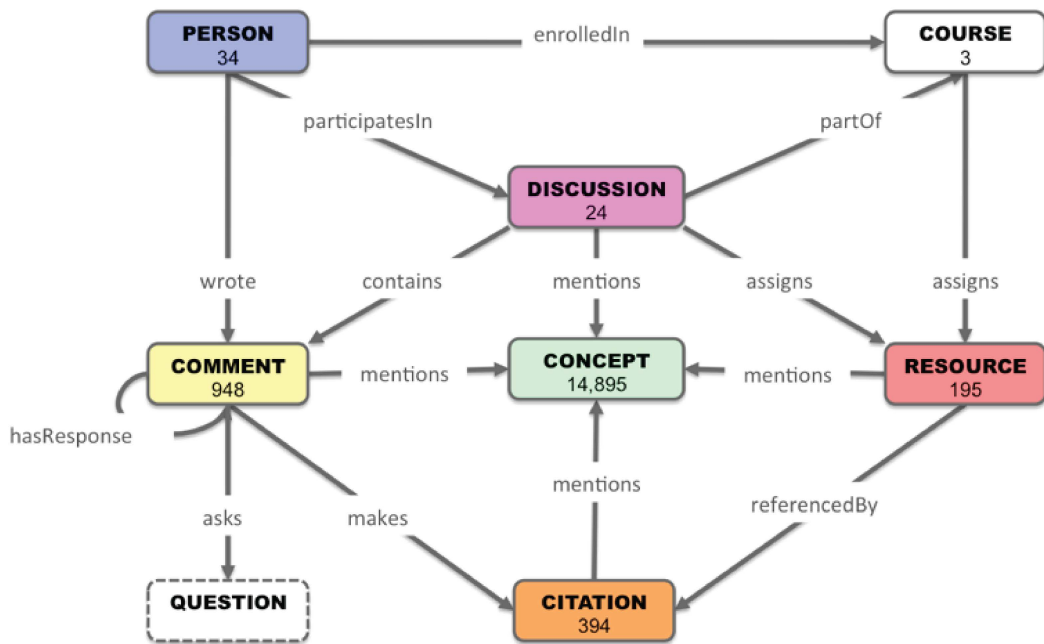 PERSON
34
enrolledIn
COURSE
3
participatesIn
partOf
DISCUSSION
24
wrote
contains
mentions
assigns
assigns
COMMENT
948
mentions
CONCEPT
14,895
mentions
RESOURCE
195
hasResponse
mentions
referencedBy
asks
makes
QUESTION
CITATION
394